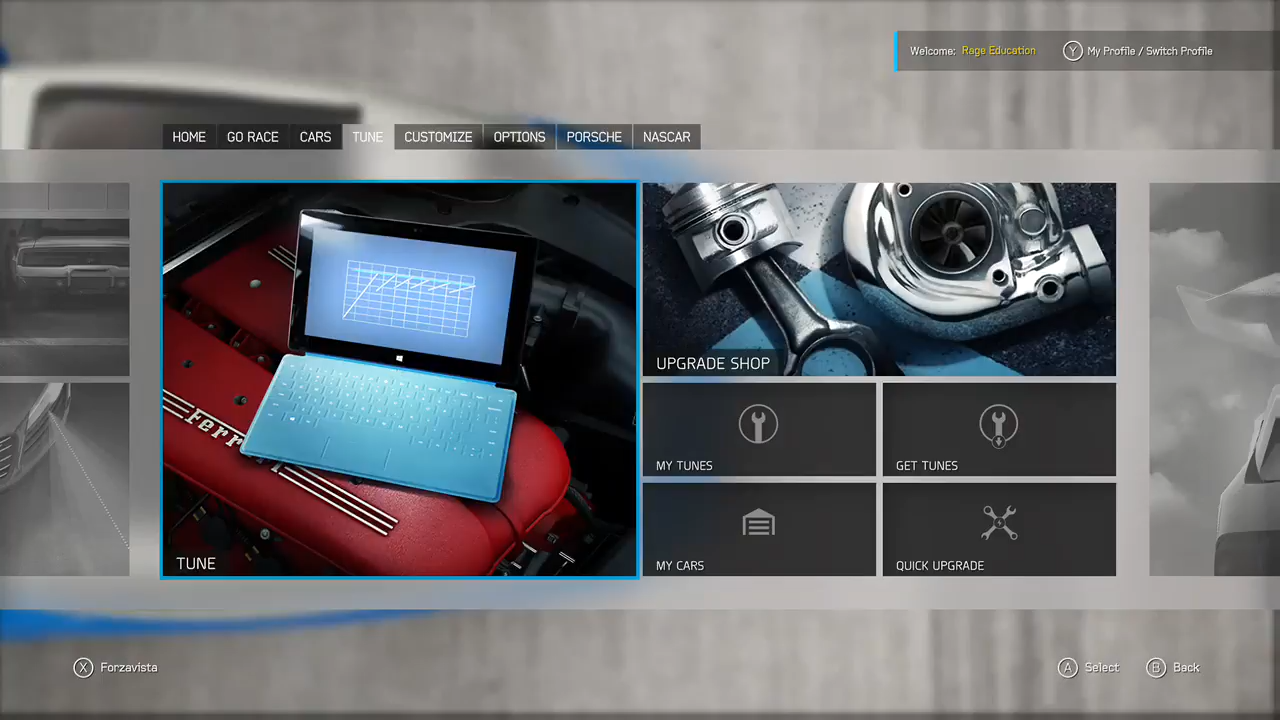 Welcome: Rage Education
Y My Profile / Switch Profile
HOME GO RACE CARS TUNE CUSTOMIZE OPTIONS PORSCHE NASCAR
UPGRADE SHOP
MY TUNES
GET TUNES
TUNE
MY CARS
QUICK UPGRADE
X Forzavista
A Select
B Back